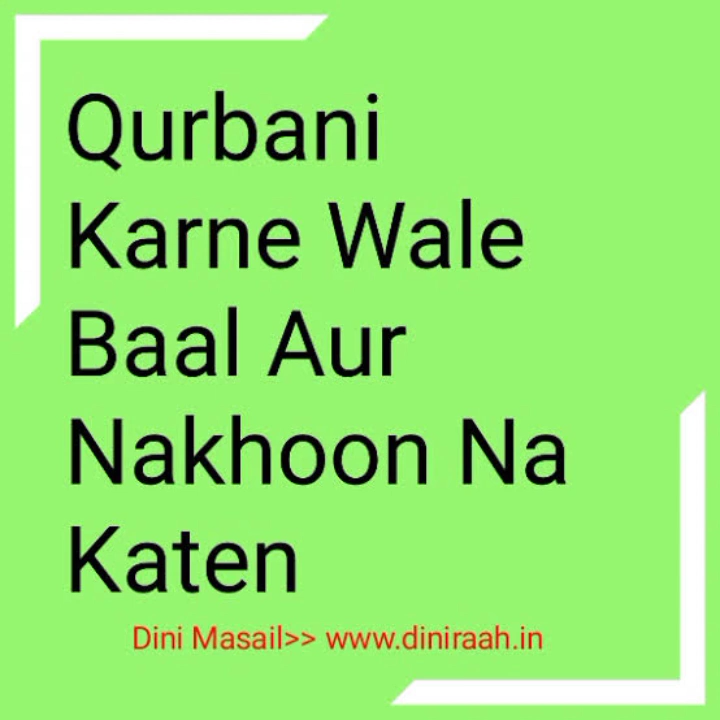 Qurbani
Karne Wale
Baal Aur
Nakhoon Na
Katen
Dini Masail>> www.diniraah.in